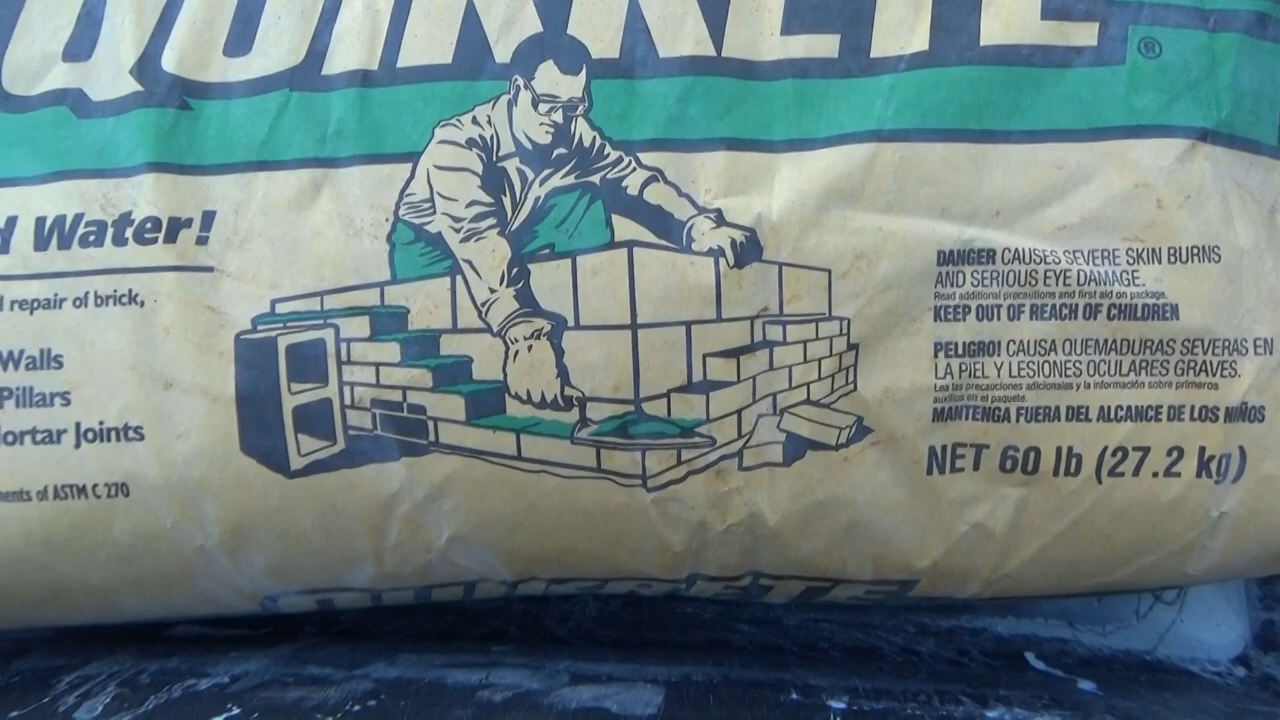 QUIKRETE®
Water!
repair of brick,
Walls
Pillars
Mortar Joints
ments of ASTM C 270
DANGER CAUSES SEVERE SKIN BURNS
AND SERIOUS EYE DAMAGE.
Read additional precautions and first aid on package.
KEEP OUT OF REACH OF CHILDREN
PELIGRO! CAUSA QUEMADURAS SEVERAS EN
LA PIEL Y LESIONES OCULARES GRAVES.
Lea las precauciones adicionales y la información sobre primeros
auxilios en el paquete.
MANTENGA FUERA DEL ALCANCE DE LOS NIÑOS
NET 60 lb (27.2 kg)
QUIKRETE